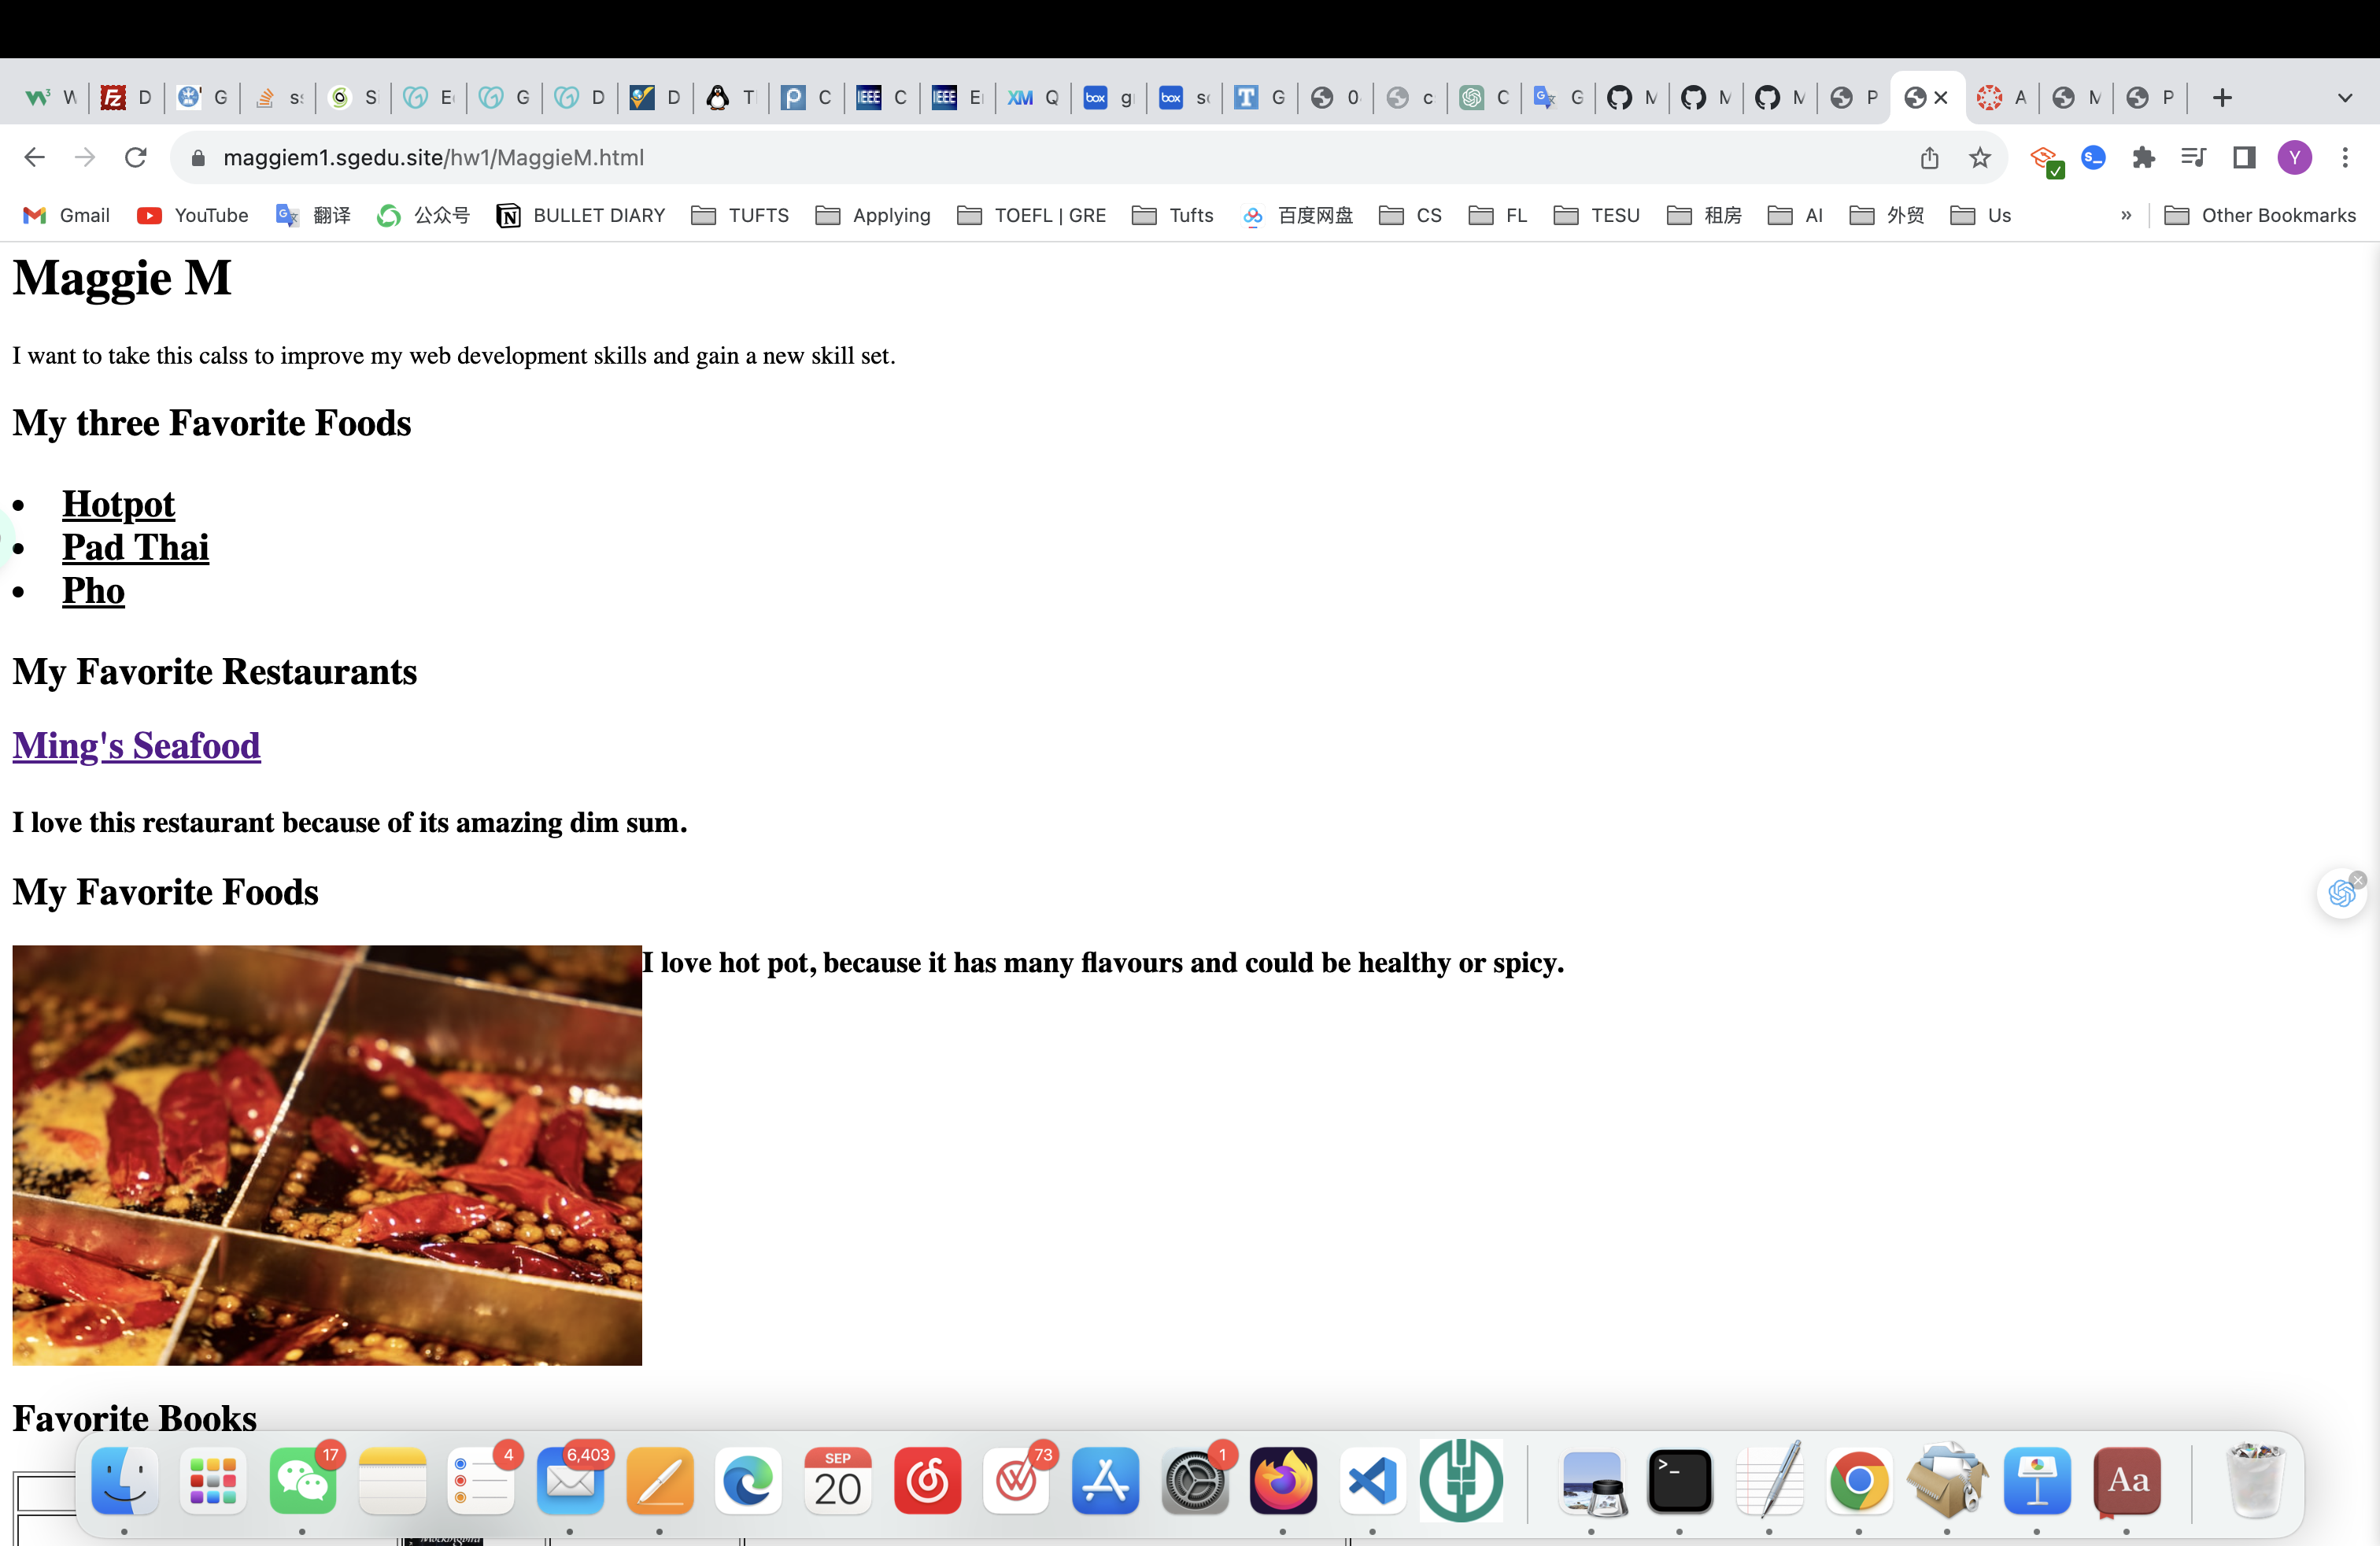 W
D
G
S
E
G
D
D
T
C
C
E
Q
g
G
0
c
C
G
M
M
M
P
A
M
P
maggiem1.sgedu.site/hw1/MaggieM.html
Y
Gmail
YouTube
翻译
公众号
BULLET DIARY
TUFTS
Applying
TOEFL | GRE
Tufts
百度网盘
CS
FL
TESU
租房
AI
外贸
Us
»
Other Bookmarks
Maggie M
I want to take this calss to improve my web development skills and gain a new skill set.
My three Favorite Foods
• Hotpot
• Pad Thai
• Pho
My Favorite Restaurants
Ming's Seafood
I love this restaurant because of its amazing dim sum.
My Favorite Foods
I love hot pot, because it has many flavours and could be healthy or spicy.
Favorite Books
17
4
6,403
SEP
20
73
1
Aa